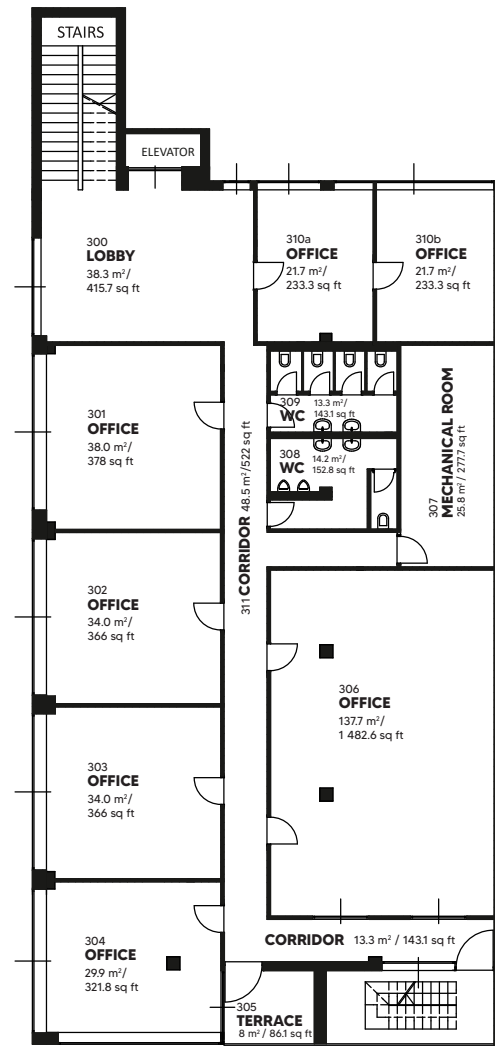 STAIRS
ELEVATOR
300
LOBBY
38.3 m²/
415.7 sq ft
310a
OFFICE
21.7 m²/
233.3 sq ft
310b
OFFICE
21.7 m²/
233.3 sq ft
301
OFFICE
38.0 m²/
378 sq ft
309
WC
13.3 m²/
143.1 sq ft
308
WC
14.2 m²/
152.8 sq ft
307
MECHANICAL ROOM
25.8 m² / 277.7 sq ft
311 CORRIDOR 48.5 m²/522 sq ft
302
OFFICE
34.0 m²/
366 sq ft
306
OFFICE
137.7 m²/
1 482.6 sq ft
303
OFFICE
34.0 m²/
366 sq ft
304
OFFICE
29.9 m²/
321.8 sq ft
CORRIDOR 13.3 m² / 143.1 sq ft
305
TERRACE
8 m² / 86.1 sq ft